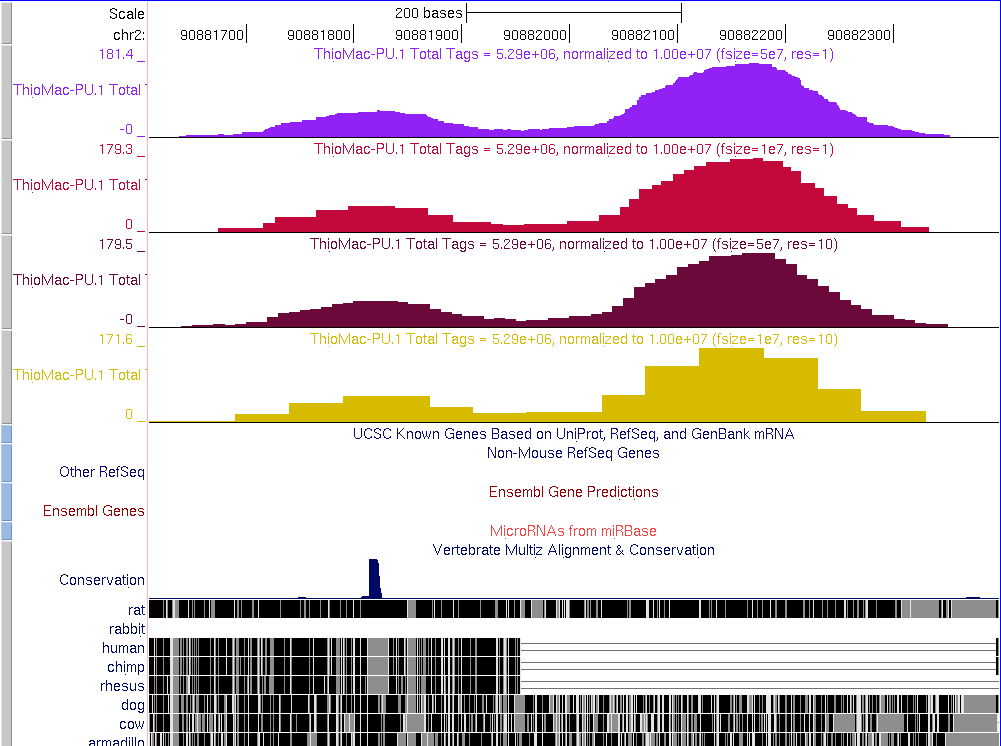 Scale 200 bases
chr2: 90881700 90881800 90881900 90882000 90882100 90882200 90882300
181.4 _ ThioMac-PU.1 Total Tags = 5.29e+06, normalized to 1.00e+07 (fsize=5e7, res=1)
ThioMac-PU.1 Total
-0 _
179.3 _ ThioMac-PU.1 Total Tags = 5.29e+06, normalized to 1.00e+07 (fsize=1e7, res=1)
ThioMac-PU.1 Total
0 _
179.5 _ ThioMac-PU.1 Total Tags = 5.29e+06, normalized to 1.00e+07 (fsize=5e7, res=10)
ThioMac-PU.1 Total
-0 _
171.6 _ ThioMac-PU.1 Total Tags = 5.29e+06, normalized to 1.00e+07 (fsize=1e7, res=10)
ThioMac-PU.1 Total
0 _
UCSC Known Genes Based on UniProt, RefSeq, and GenBank mRNA
Non-Mouse RefSeq Genes
Other RefSeq
Ensembl Gene Predictions
Ensembl Genes
MicroRNAs from miRBase
Vertebrate Multiz Alignment & Conservation
Conservation
rat
rabbit
human
chimp
rhesus
dog
cow
armadillo